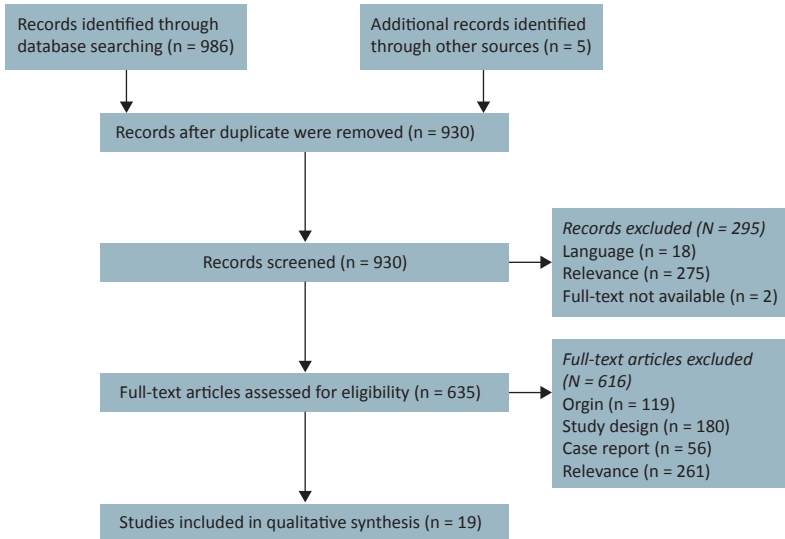 Records identified through
database searching (n = 986)
Additional records identified
through other sources (n = 5)
Records after duplicate were removed (n = 930)
Records screened (n = 930)
Records excluded (N = 295)
Language (n = 18)
Relevance (n = 275)
Full-text not available (n = 2)
Full-text articles assessed for eligibility (n = 635)
Full-text articles excluded
(N = 616)
Orgin (n = 119)
Study design (n = 180)
Case report (n = 56)
Relevance (n = 261)
Studies included in qualitative synthesis (n = 19)